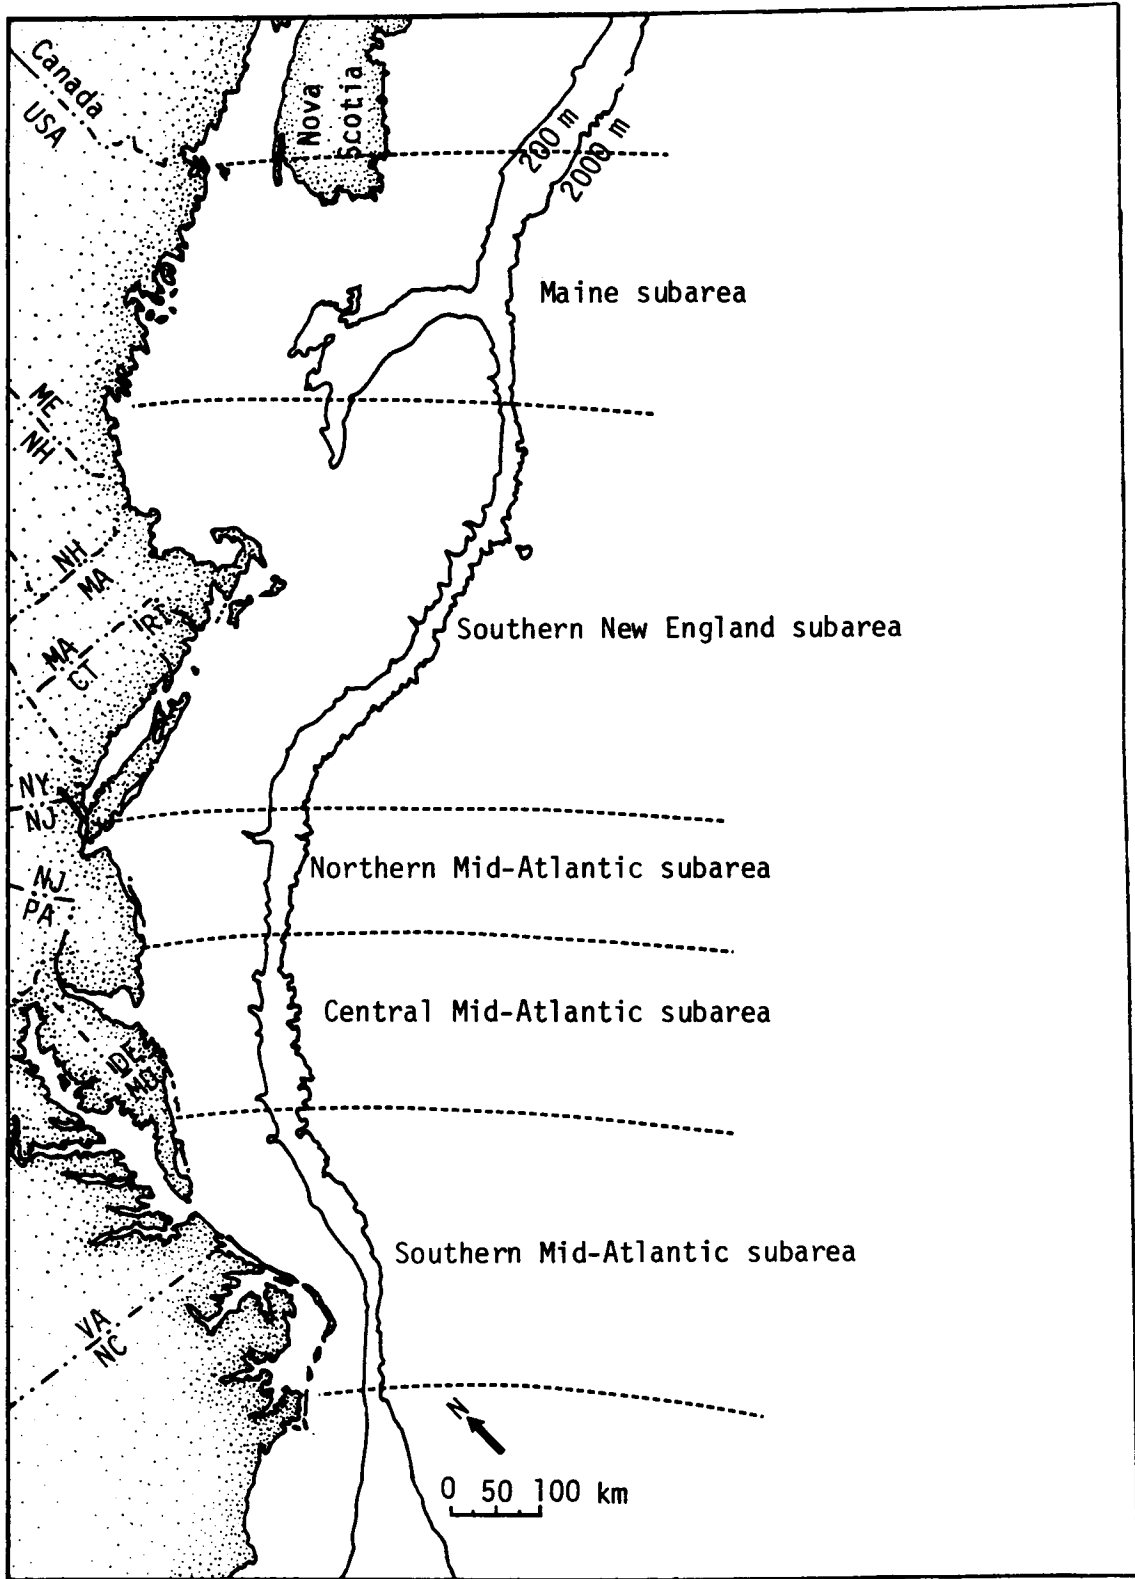 Canada
USA
Nova
Scotia
200 m
2000 m
Maine subarea
ME
NH
NH
MA
RI
MA
CT
Southern New England subarea
NY
NJ
Northern Mid-Atlantic subarea
NJ
PA
Central Mid-Atlantic subarea
DE
MD
Southern Mid-Atlantic subarea
VA
NC
N
0 50 100 km